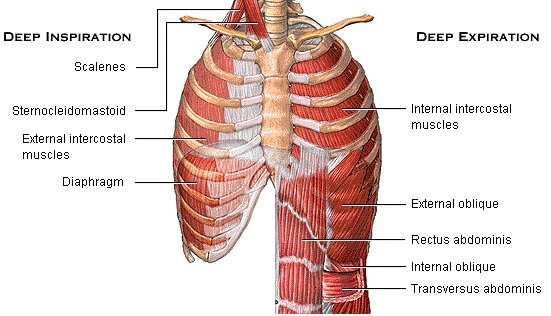 DEEP INSPIRATION
Scalenes
Sternocleidomastoid
External intercostal
muscles
Diaphragm
DEEP EXPIRATION
Internal intercostal
muscles
External oblique
Rectus abdominis
Internal oblique
Transversus abdominis